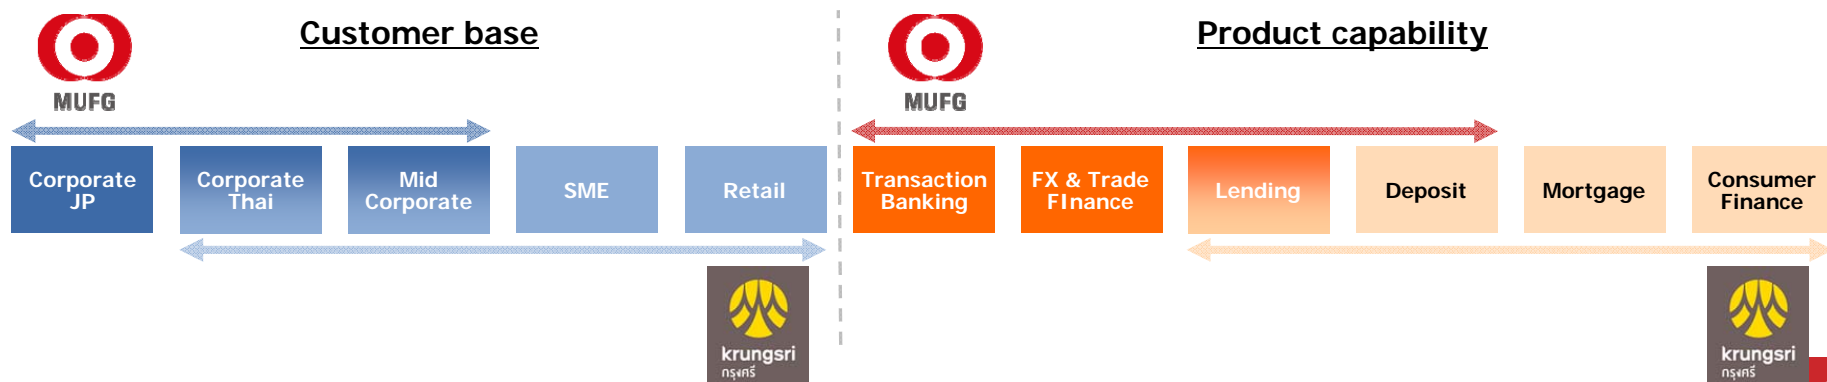 Customer base
MUFG
Corporate
JP
Corporate
Thai
Mid
Corporate
SME
Retail
krungsri
กรุงศรี
Product capability
MUFG
Transaction
Banking
FX & Trade
FInance
Lending
Deposit
Mortgage
Consumer
Finance
krungsri
กรุงศรี